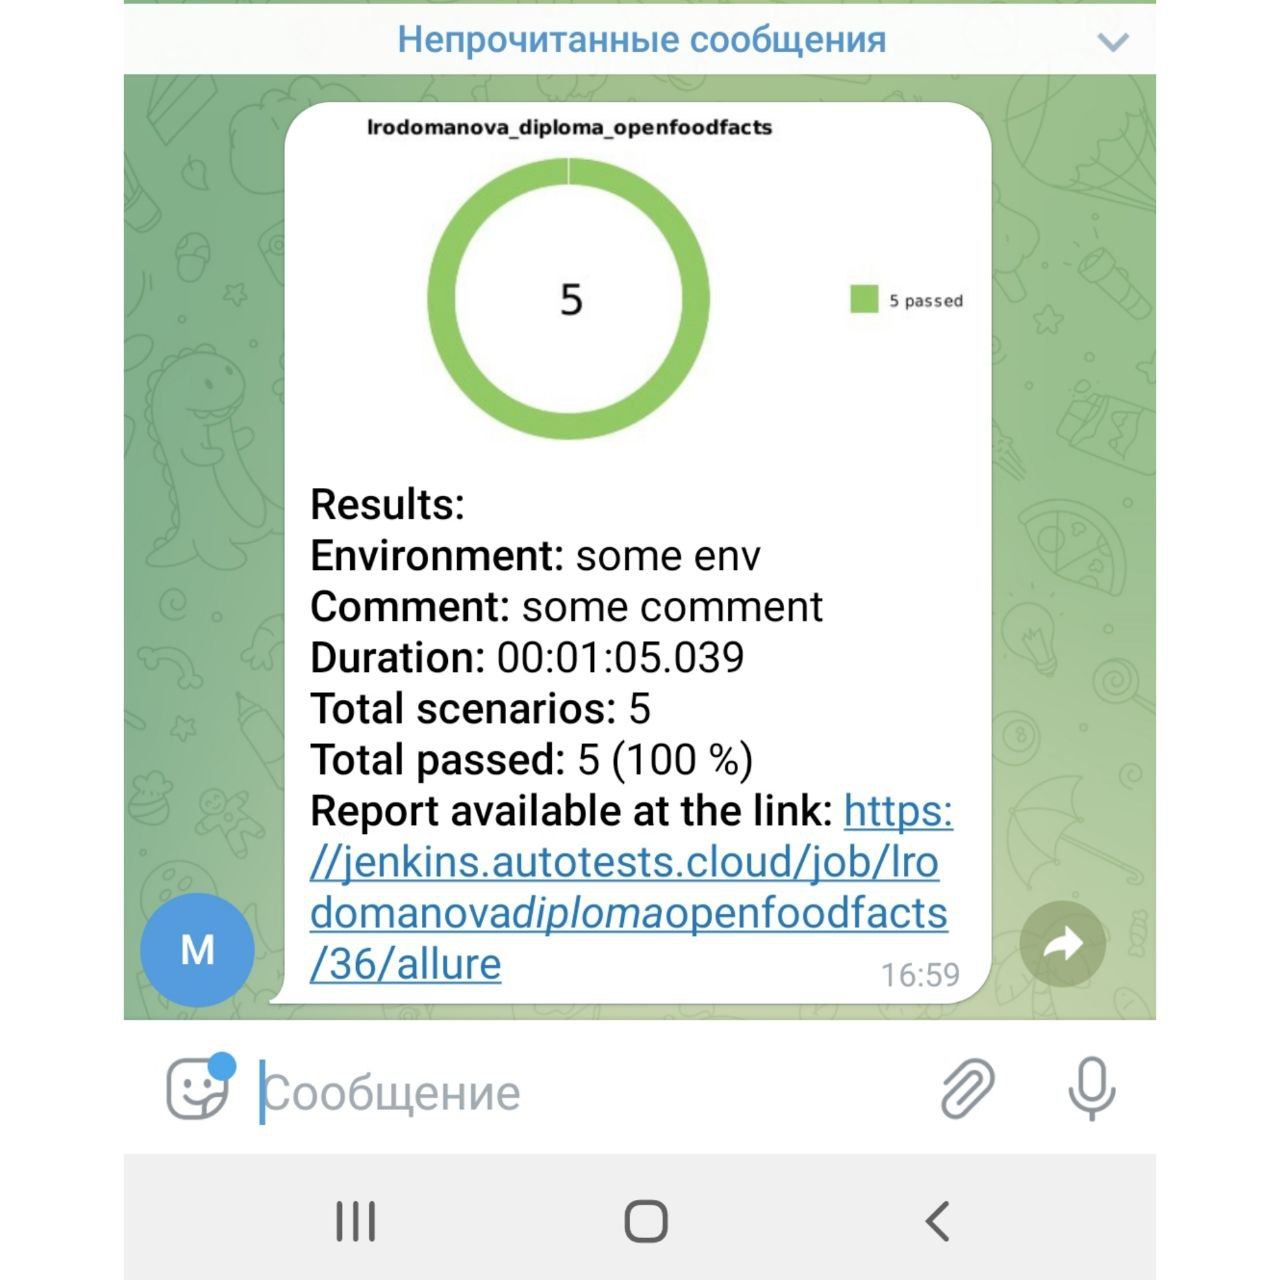 Непрочитанные сообщения
lrodomanova_diploma_openfoodfacts
5
5 passed
Results:
Environment: some env
Comment: some comment
Duration: 00:01:05.039
Total scenarios: 5
Total passed: 5 (100 %)
Report available at the link: https:
//jenkins.autotests.cloud/job/lro
domanovadiplomaopenfoodfacts
/36/allure
16:59
M
Сообщение